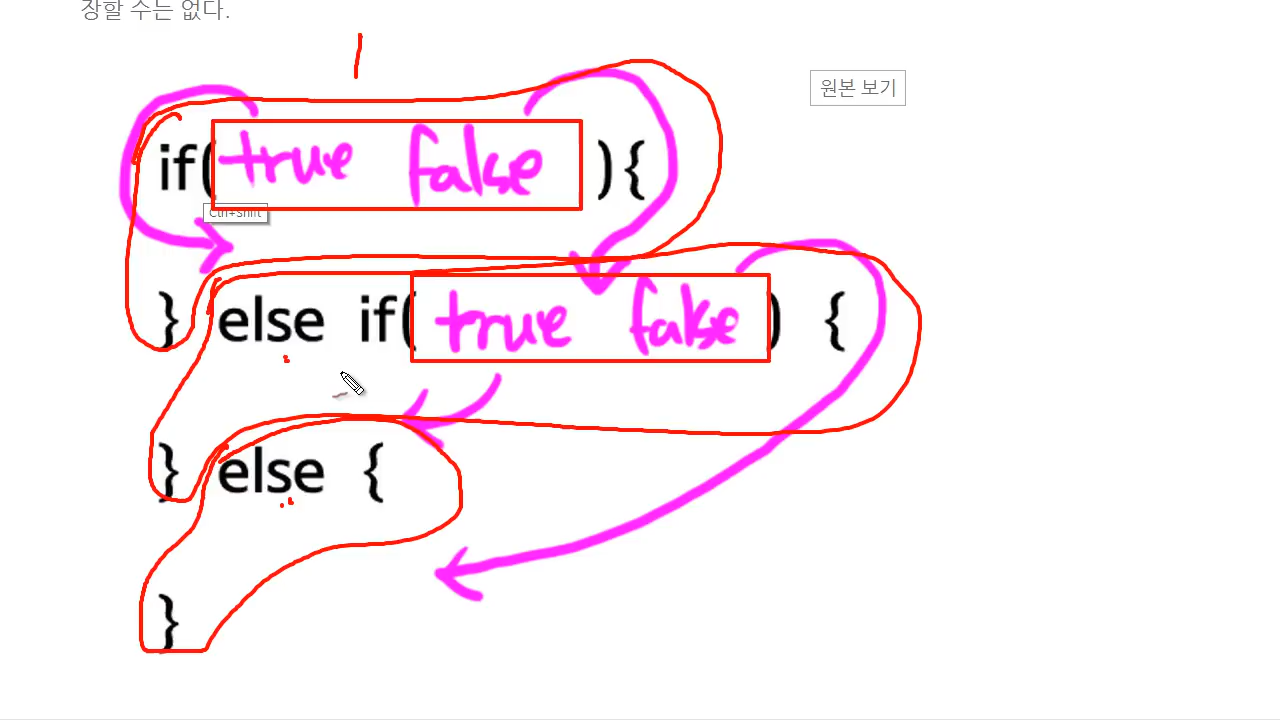 장할 수는 없다.
원본 보기
if(true false ){
Ctrl+Shift
} else if(true false) {
} else {
}